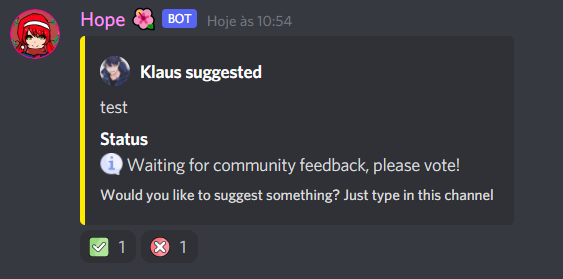 Hope 🌺 BOT Hoje às 10:54
Klaus suggested
test
Status
Waiting for community feedback, please vote!
Would you like to suggest something? Just type in this channel
1 1